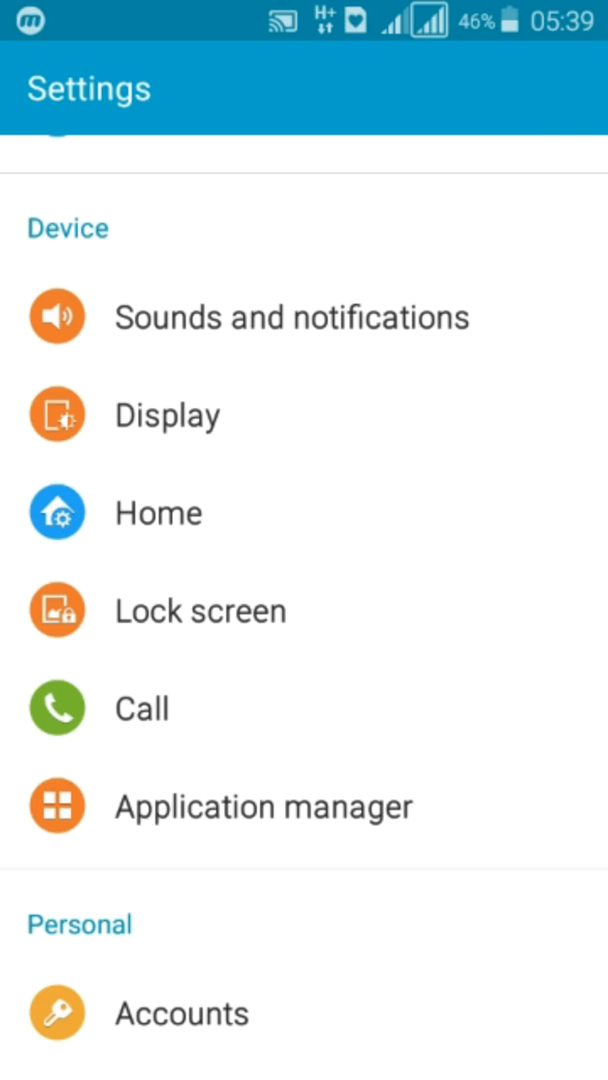 m H+ 46% 05:39
Settings
Device
Sounds and notifications
Display
Home
Lock screen
Call
Application manager
Personal
Accounts